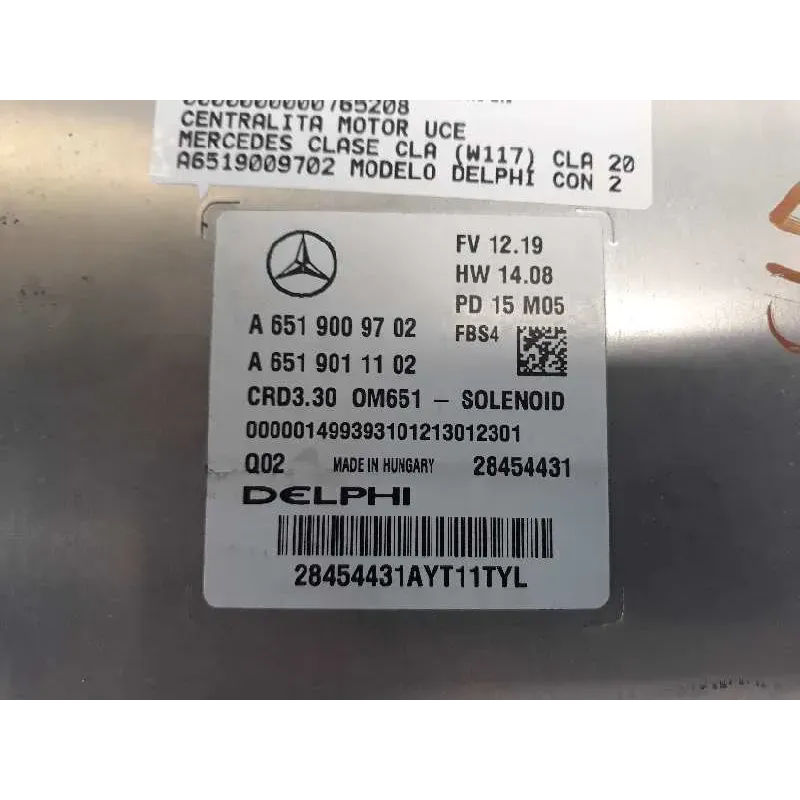 0000000000765208
CENTRALITA MOTOR UCE
MERCEDES CLASE CLA (W117) CLA 20
A6519009702 MODELO DELPHI CON 2
FV 12.19
HW 14.08
PD 15 M05
FBS4
A 651 900 97 02
A 651 901 11 02
CRD3.30 OM651 - SOLENOID
000001499393101213012301
Q02 MADE IN HUNGARY 28454431
DELPHI
28454431AYT11TYL